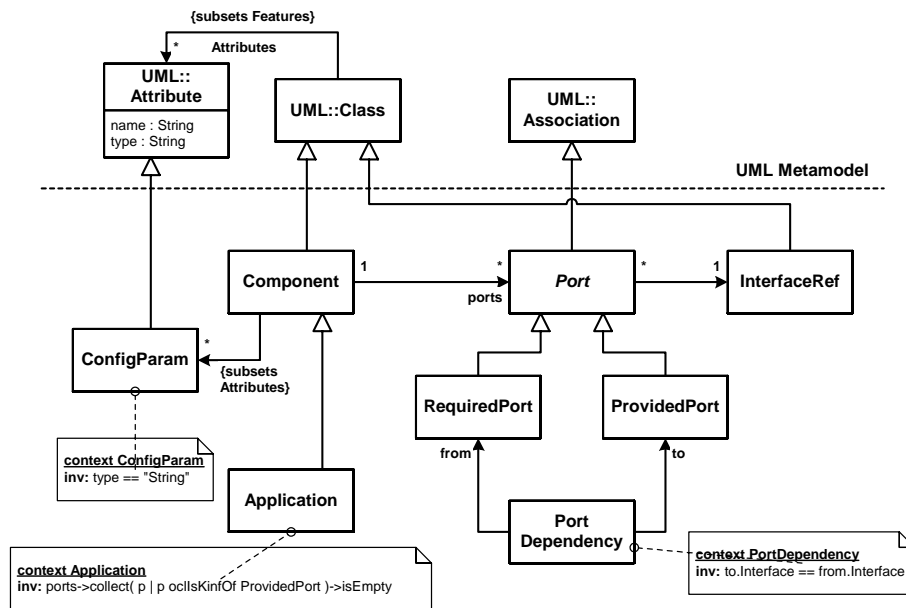 {subsets Features}
* Attributes
UML::
Attribute
name : String
type : String
UML::Class
UML::
Association
UML Metamodel
Component
1
*
ports
Port
*
1
InterfaceRef
*
{subsets
Attributes}
ConfigParam
RequiredPort
ProvidedPort
from
to
context ConfigParam
inv: type == "String"
Application
Port
Dependency
context PortDependency
inv: to.Interface == from.Interface
context Application
inv: ports->collect( p | p oclIsKinfOf ProvidedPort )->isEmpty